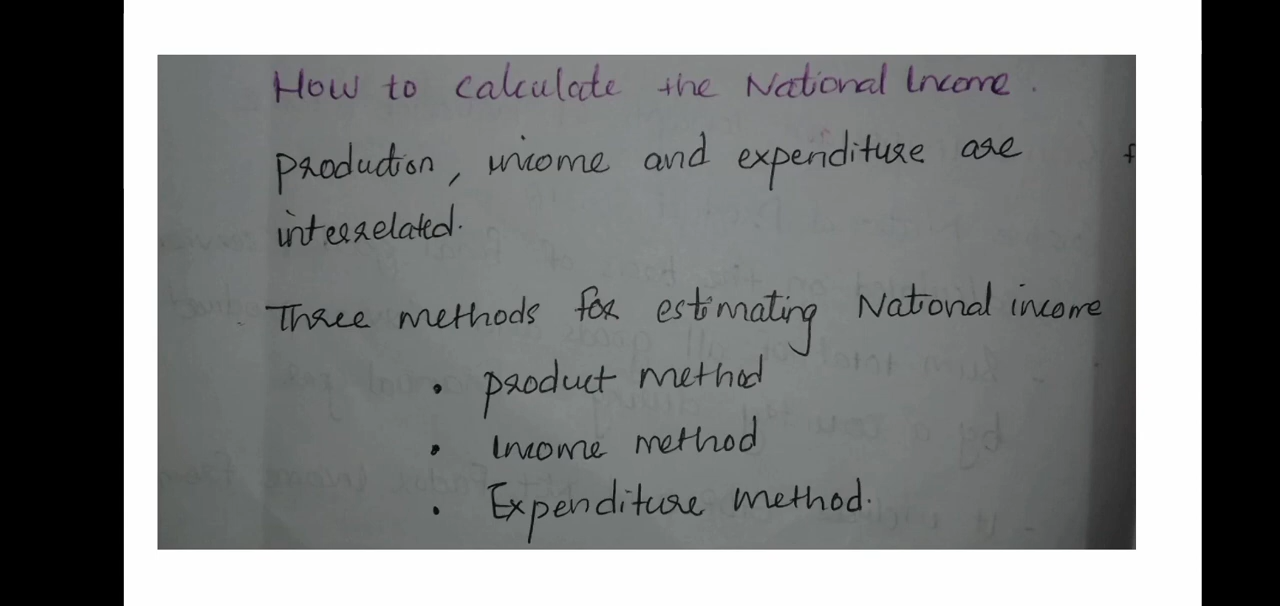 How to calculate the National Income.
production, income and expenditure are
interrelated.
Three methods for estimating National income
• product method
• Income method
• Expenditure method.